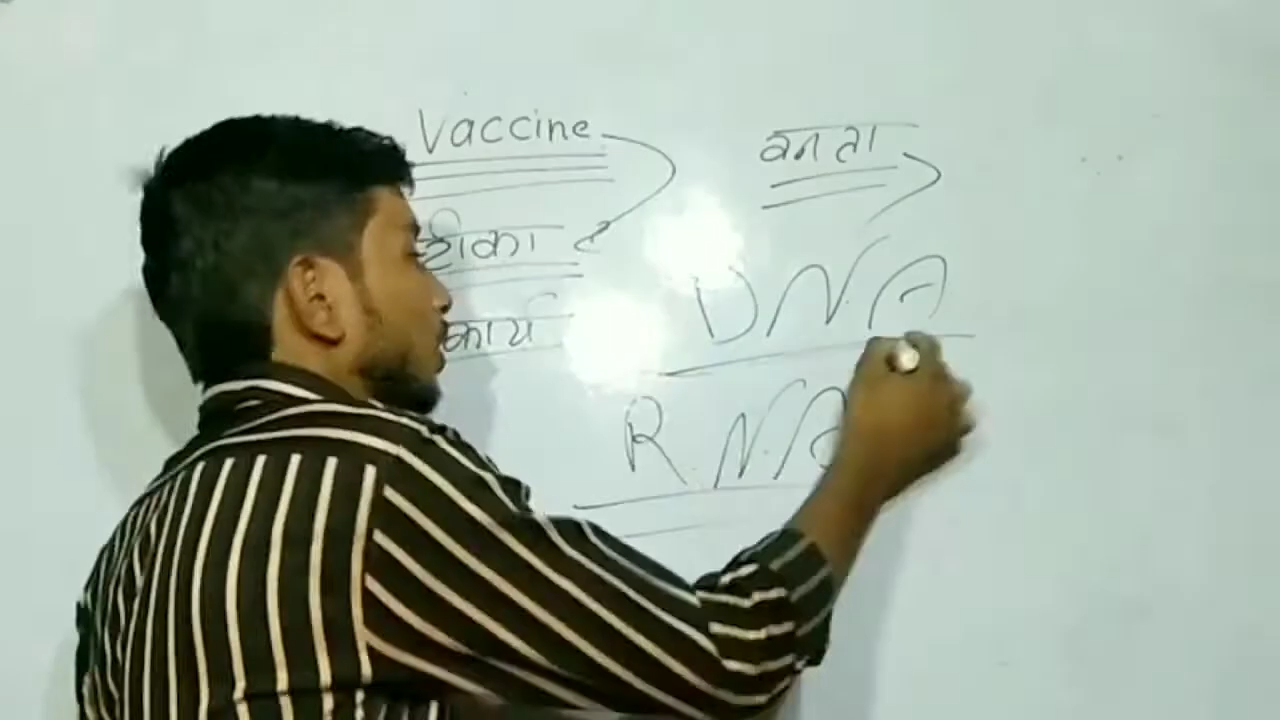 Vaccine
टीका
कार्य
बनता
DNA
RNA